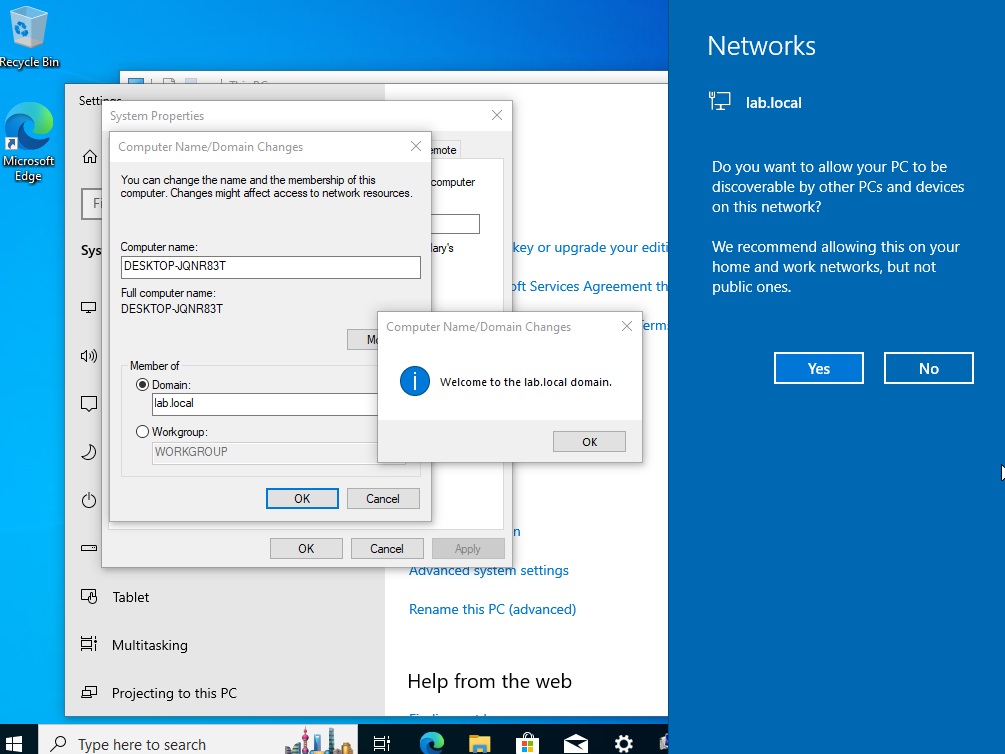 Recycle Bin
Microsoft
Edge
This PC
Settings
System Properties
Computer Name/Domain Changes
You can change the name and the membership of this
computer. Changes might affect access to network resources.
Computer name:
DESKTOP-JQNR83T
Full computer name:
DESKTOP-JQNR83T
Mo
Member of
Domain:
lab.local
Workgroup:
WORKGROUP
OK
Cancel
emote
computer
lary's
OK
Cancel
Apply
Fi
Sys
Tablet
Multitasking
Projecting to this PC
key or upgrade your editi
oft Services Agreement th
Terms
Computer Name/Domain Changes
Welcome to the lab.local domain.
OK
n
Advanced system settings
Rename this PC (advanced)
Help from the web
Networks
lab.local
Do you want to allow your PC to be
discoverable by other PCs and devices
on this network?
We recommend allowing this on your
home and work networks, but not
public ones.
Yes
No
Type here to search